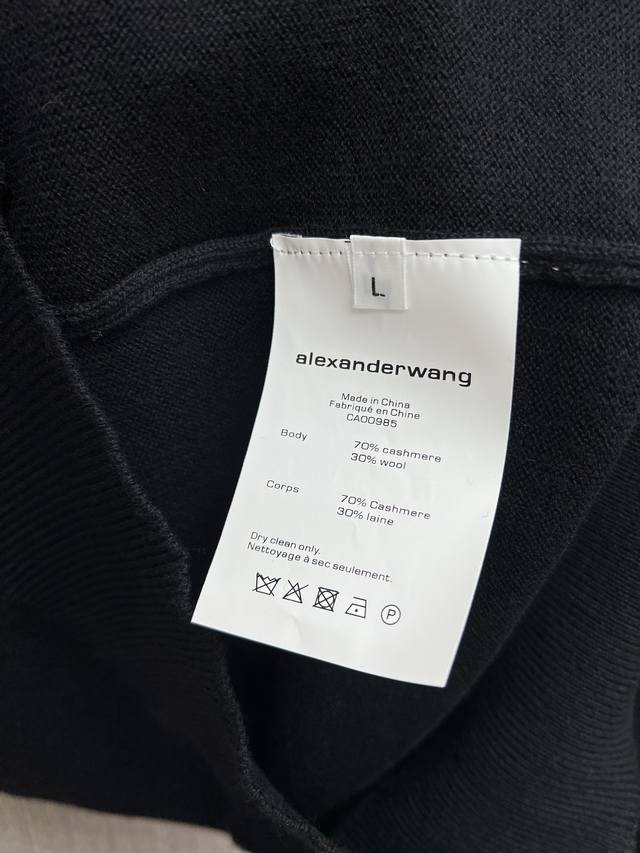 L
alexanderwang
Made in China
Fabriqué en Chine
CA00985
Body 70% cashmere
30% wool
Corps 70% Cashmere
30% laine
Dry clean only.
Nettoyage à sec seulement.
P